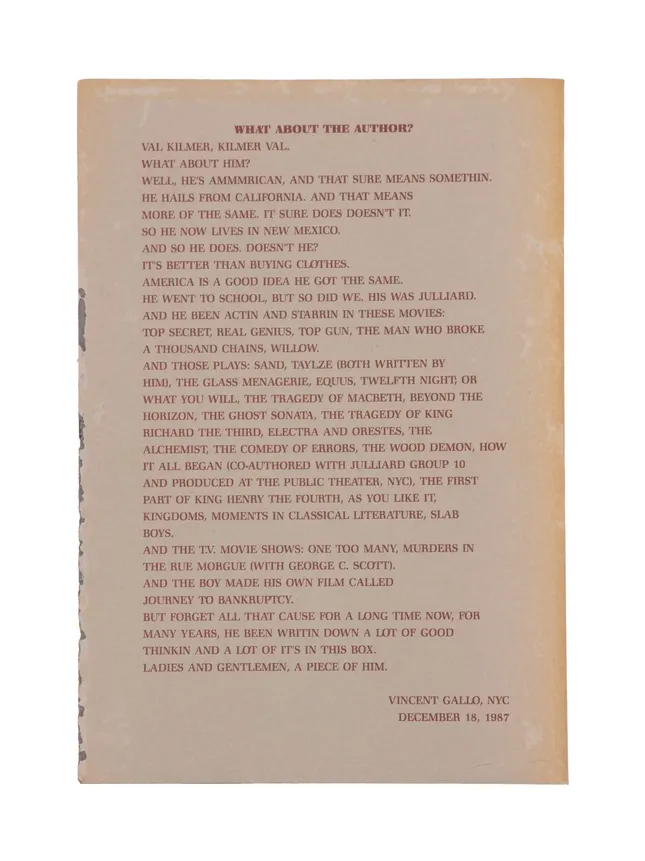 WHAT ABOUT THE AUTHOR?
VAL KILMER, KILMER VAL.
WHAT ABOUT HIM?
WELL, HE'S AMMMRICAN, AND THAT SURE MEANS SOMETHIN.
HE HAILS FROM CALIFORNIA. AND THAT MEANS
MORE OF THE SAME. IT SURE DOES DOESN'T IT.
SO HE NOW LIVES IN NEW MEXICO.
AND SO HE DOES. DOESN'T HE?
IT'S BETTER THAN BUYING CLOTHES.
AMERICA IS A GOOD IDEA HE GOT THE SAME.
HE WENT TO SCHOOL, BUT SO DID WE. HIS WAS JULLIARD.
AND HE BEEN ACTIN AND STARRIN IN THESE MOVIES:
TOP SECRET, REAL GENIUS, TOP GUN, THE MAN WHO BROKE
A THOUSAND CHAINS, WILLOW.
AND THOSE PLAYS: SAND, TAYLZE (BOTH WRITTEN BY
HIM), THE GLASS MENAGERIE, EQUUS, TWELFTH NIGHT; OR
WHAT YOU WILL, THE TRAGEDY OF MACBETH, BEYOND THE
HORIZON, THE GHOST SONATA, THE TRAGEDY OF KING
RICHARD THE THIRD, ELECTRA AND ORESTES, THE
ALCHEMIST, THE COMEDY OF ERRORS, THE WOOD DEMON, HOW
IT ALL BEGAN (CO-AUTHORED WITH JULLIARD GROUP 10
AND PRODUCED AT THE PUBLIC THEATER, NYC), THE FIRST
PART OF KING HENRY THE FOURTH, AS YOU LIKE IT,
KINGDOMS, MOMENTS IN CLASSICAL LITERATURE, SLAB
BOYS.
AND THE T.V. MOVIE SHOWS: ONE TOO MANY, MURDERS IN
THE RUE MORGUE (WITH GEORGE C. SCOTT).
AND THE BOY MADE HIS OWN FILM CALLED
JOURNEY TO BANKRUPTCY.
BUT FORGET ALL THAT CAUSE FOR A LONG TIME NOW, FOR
MANY YEARS, HE BEEN WRITIN DOWN A LOT OF GOOD
THINKIN AND A LOT OF IT'S IN THIS BOX.
LADIES AND GENTLEMEN, A PIECE OF HIM.
VINCENT GALLO, NYC
DECEMBER 18, 1987